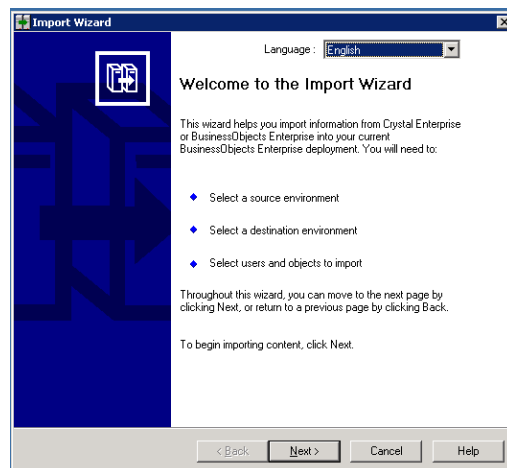 Import Wizard
Language : English
Welcome to the Import Wizard
This wizard helps you import information from Crystal Enterprise
or BusinessObjects Enterprise into your current
BusinessObjects Enterprise deployment. You will need to:
Select a source environment
Select a destination environment
Select users and objects to import
Throughout this wizard, you can move to the next page by
clicking Next, or return to a previous page by clicking Back.
To begin importing content, click Next.
< Back Next > Cancel Help